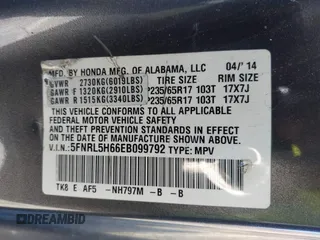 MFD. BY HONDA MFG. OF ALABAMA, LLC 04/'14
GVWR 2730KG(6019LBS) TIRE SIZE RIM SIZE
GAWR F 1320KG(2910LBS) P235/65R17 103T 17X7J
GAWR R 1515KG(3340LBS) P235/65R17 103T 17X7J
THIS VEHICLE CONFORMS TO ALL APPLICABLE
FEDERAL MOTOR VEHICLE SAFETY AND
THEFT PREVENTION STANDARDS IN EFFECT ON
THE DATE OF MANUFACTURE SHOWN ABOVE.
V.I.N.: 5FNRL5H66EB099792 TYPE: MPV
TK8 E AF5 -NH797M -B -B
DREAMBID